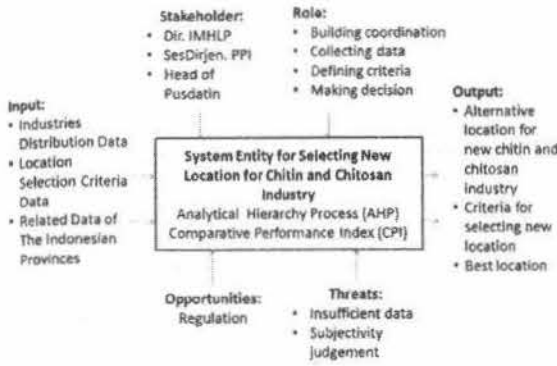 Stakeholder:
• Dir. IMHLP
• SesDirjen. PPI
• Head of
Pusdatin
Role:
• Building coordination
• Collecting data
• Defining criteria
• Making decision
Input:
• Industries
Distribution Data
• Location
Selection Criteria
Data
• Related Data of
The Indonesian
Provinces
System Entity for Selecting New
Location for Chitin and Chitosan
Industry
Analytical Hierarchy Process (AHP)
Comparative Performance Index (CPI)
Output:
• Alternative
location for
new chitin and
chitosan
industry
• Criteria for
selecting new
location
• Best location
Opportunities:
Regulation
Threats:
• Insufficient data
• Subjectivity
judgement